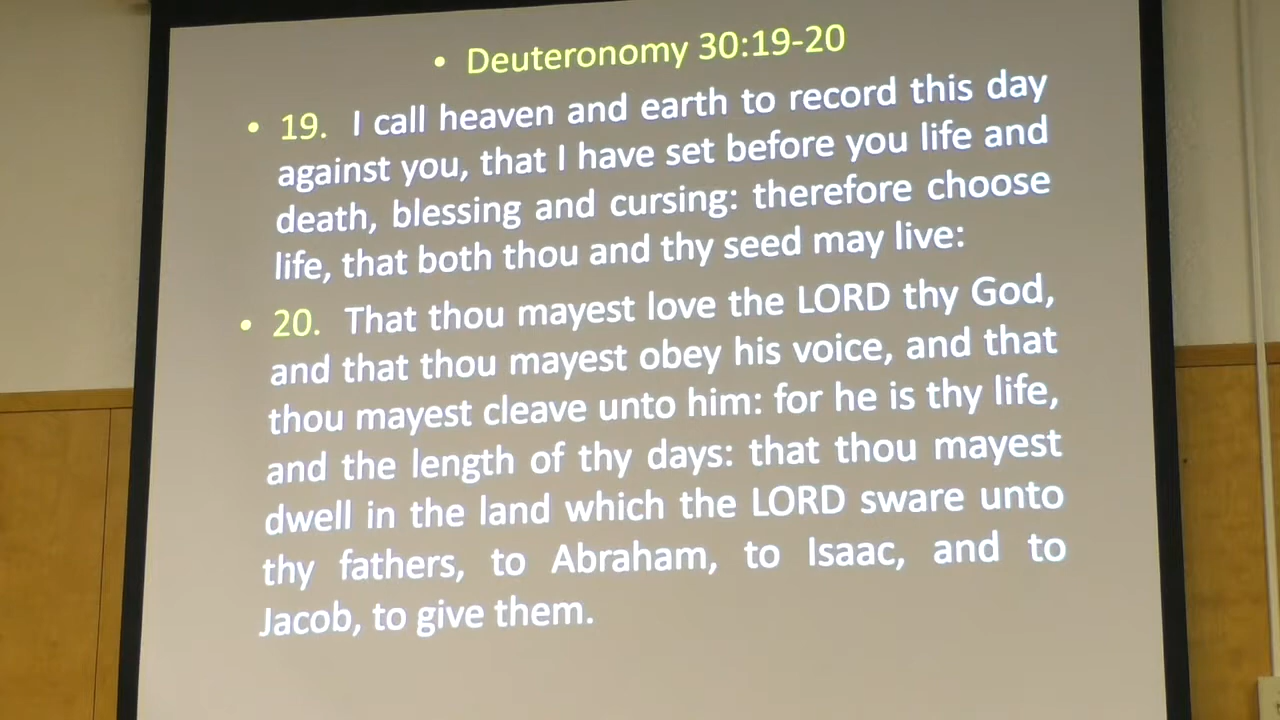 • Deuteronomy 30:19-20
• 19. I call heaven and earth to record this day
against you, that I have set before you life and
death, blessing and cursing: therefore choose
life, that both thou and thy seed may live:
• 20. That thou mayest love the LORD thy God,
and that thou mayest obey his voice, and that
thou mayest cleave unto him: for he is thy life,
and the length of thy days: that thou mayest
dwell in the land which the LORD sware unto
thy fathers, to Abraham, to Isaac, and to
Jacob, to give them.